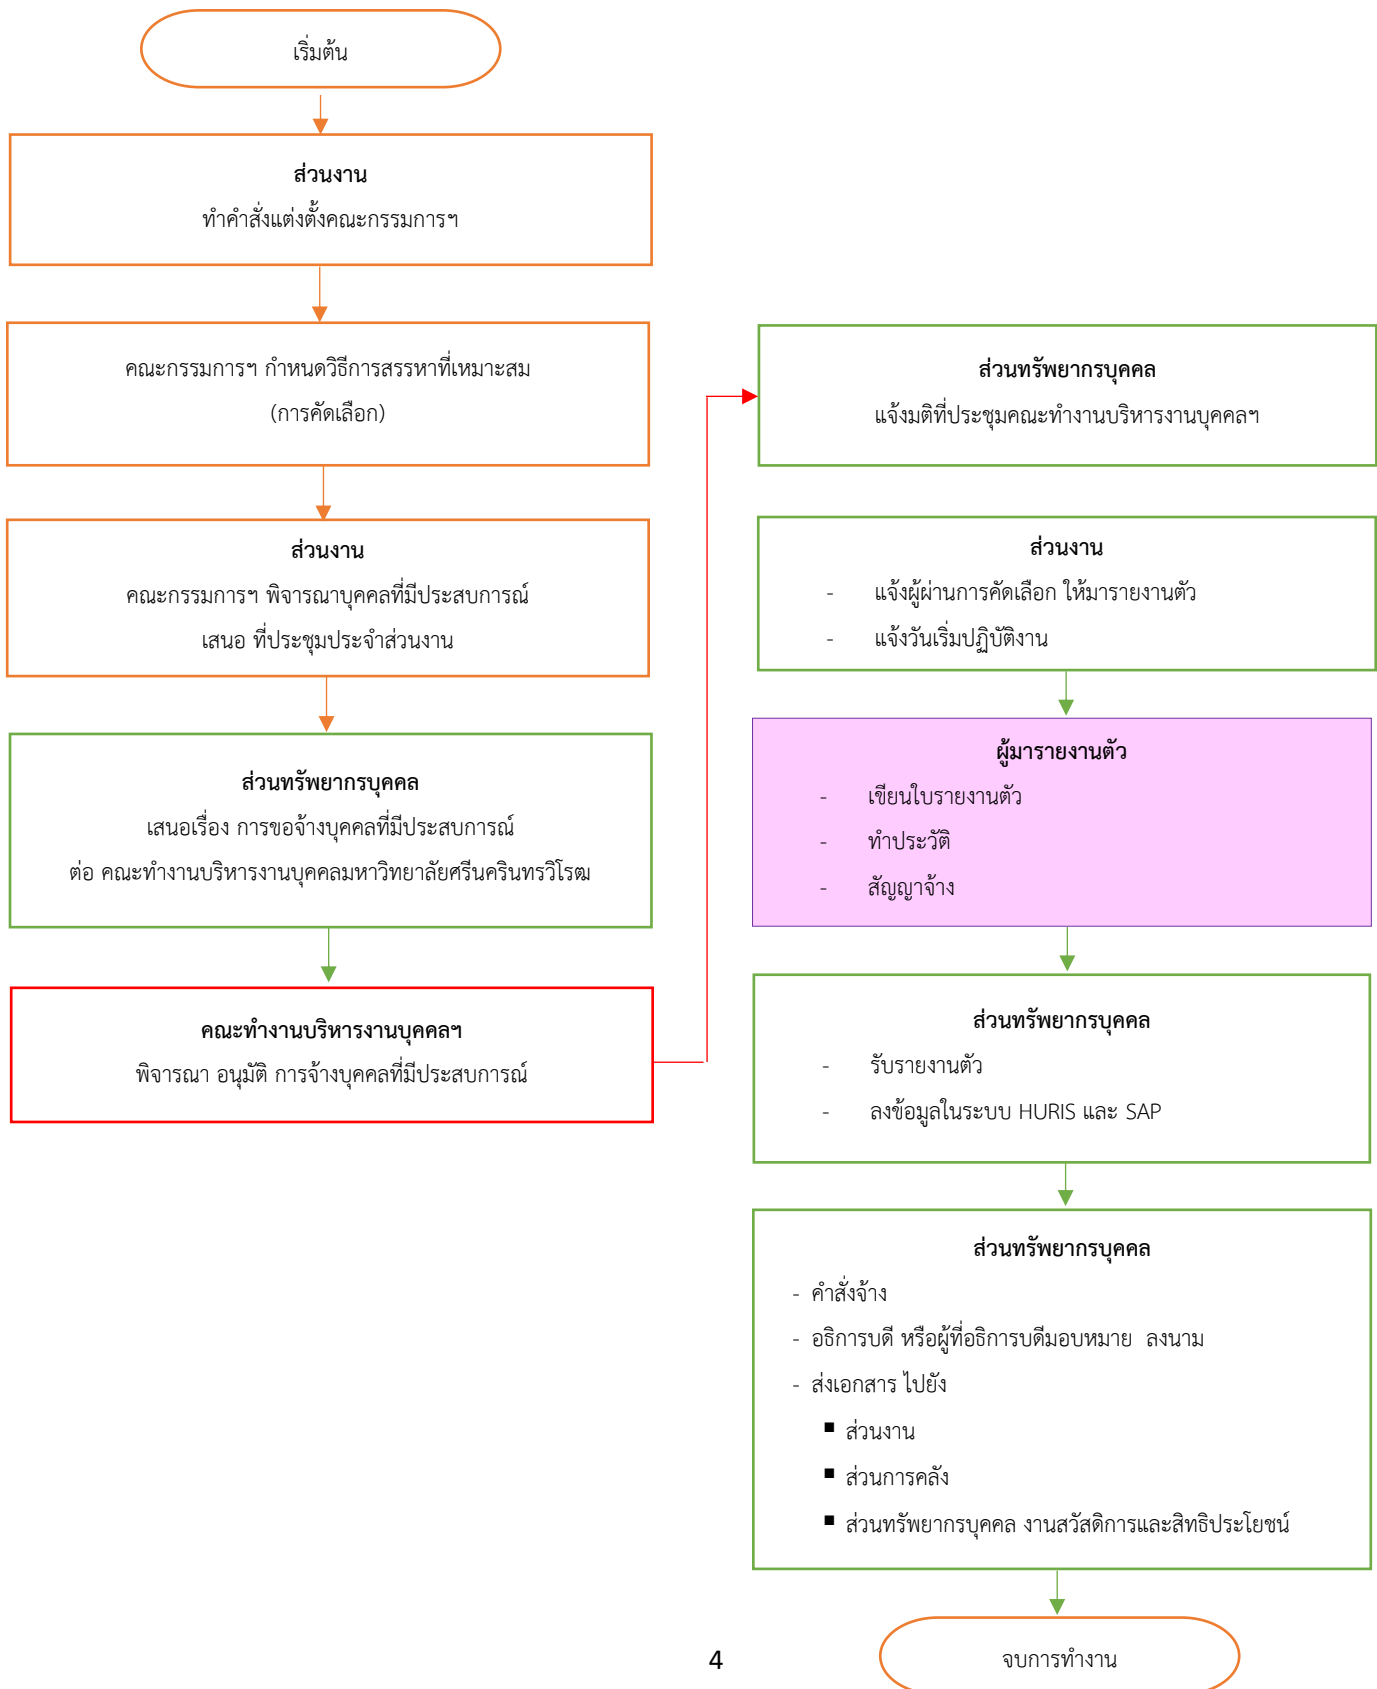 เริ่มต้น
ส่วนงาน
ทำคำสั่งแต่งตั้งคณะกรรมการฯ
คณะกรรมการฯ กำหนดวิธีการสรรหาที่เหมาะสม
(การคัดเลือก)
ส่วนงาน
คณะกรรมการฯ พิจารณาบุคคลที่มีประสบการณ์
เสนอ ที่ประชุมประจำส่วนงาน
ส่วนทรัพยากรบุคคล
เสนอเรื่อง การขอจ้างบุคคลที่มีประสบการณ์
ต่อ คณะทำงานบริหารงานบุคคลมหาวิทยาลัยศรีนครินทรวิโรฒ
คณะทำงานบริหารงานบุคคลฯ
พิจารณา อนุมัติ การจ้างบุคคลที่มีประสบการณ์
ส่วนทรัพยากรบุคคล
แจ้งมติที่ประชุมคณะทำงานบริหารงานบุคคลฯ
ส่วนงาน
- แจ้งผู้ผ่านการคัดเลือก ให้มารายงานตัว
- แจ้งวันเริ่มปฏิบัติงาน
ผู้มารายงานตัว
- เขียนใบรายงานตัว
- ทำประวัติ
- สัญญาจ้าง
ส่วนทรัพยากรบุคคล
- รับรายงานตัว
- ลงข้อมูลในระบบ HURIS และ SAP
ส่วนทรัพยากรบุคคล
- คำสั่งจ้าง
- อธิการบดี หรือผู้ที่อธิการบดีมอบหมาย ลงนาม
- ส่งเอกสาร ไปยัง
▪ ส่วนงาน
▪ ส่วนการคลัง
▪ ส่วนทรัพยากรบุคคล งานสวัสดิการและสิทธิประโยชน์
จบการทำงาน
4